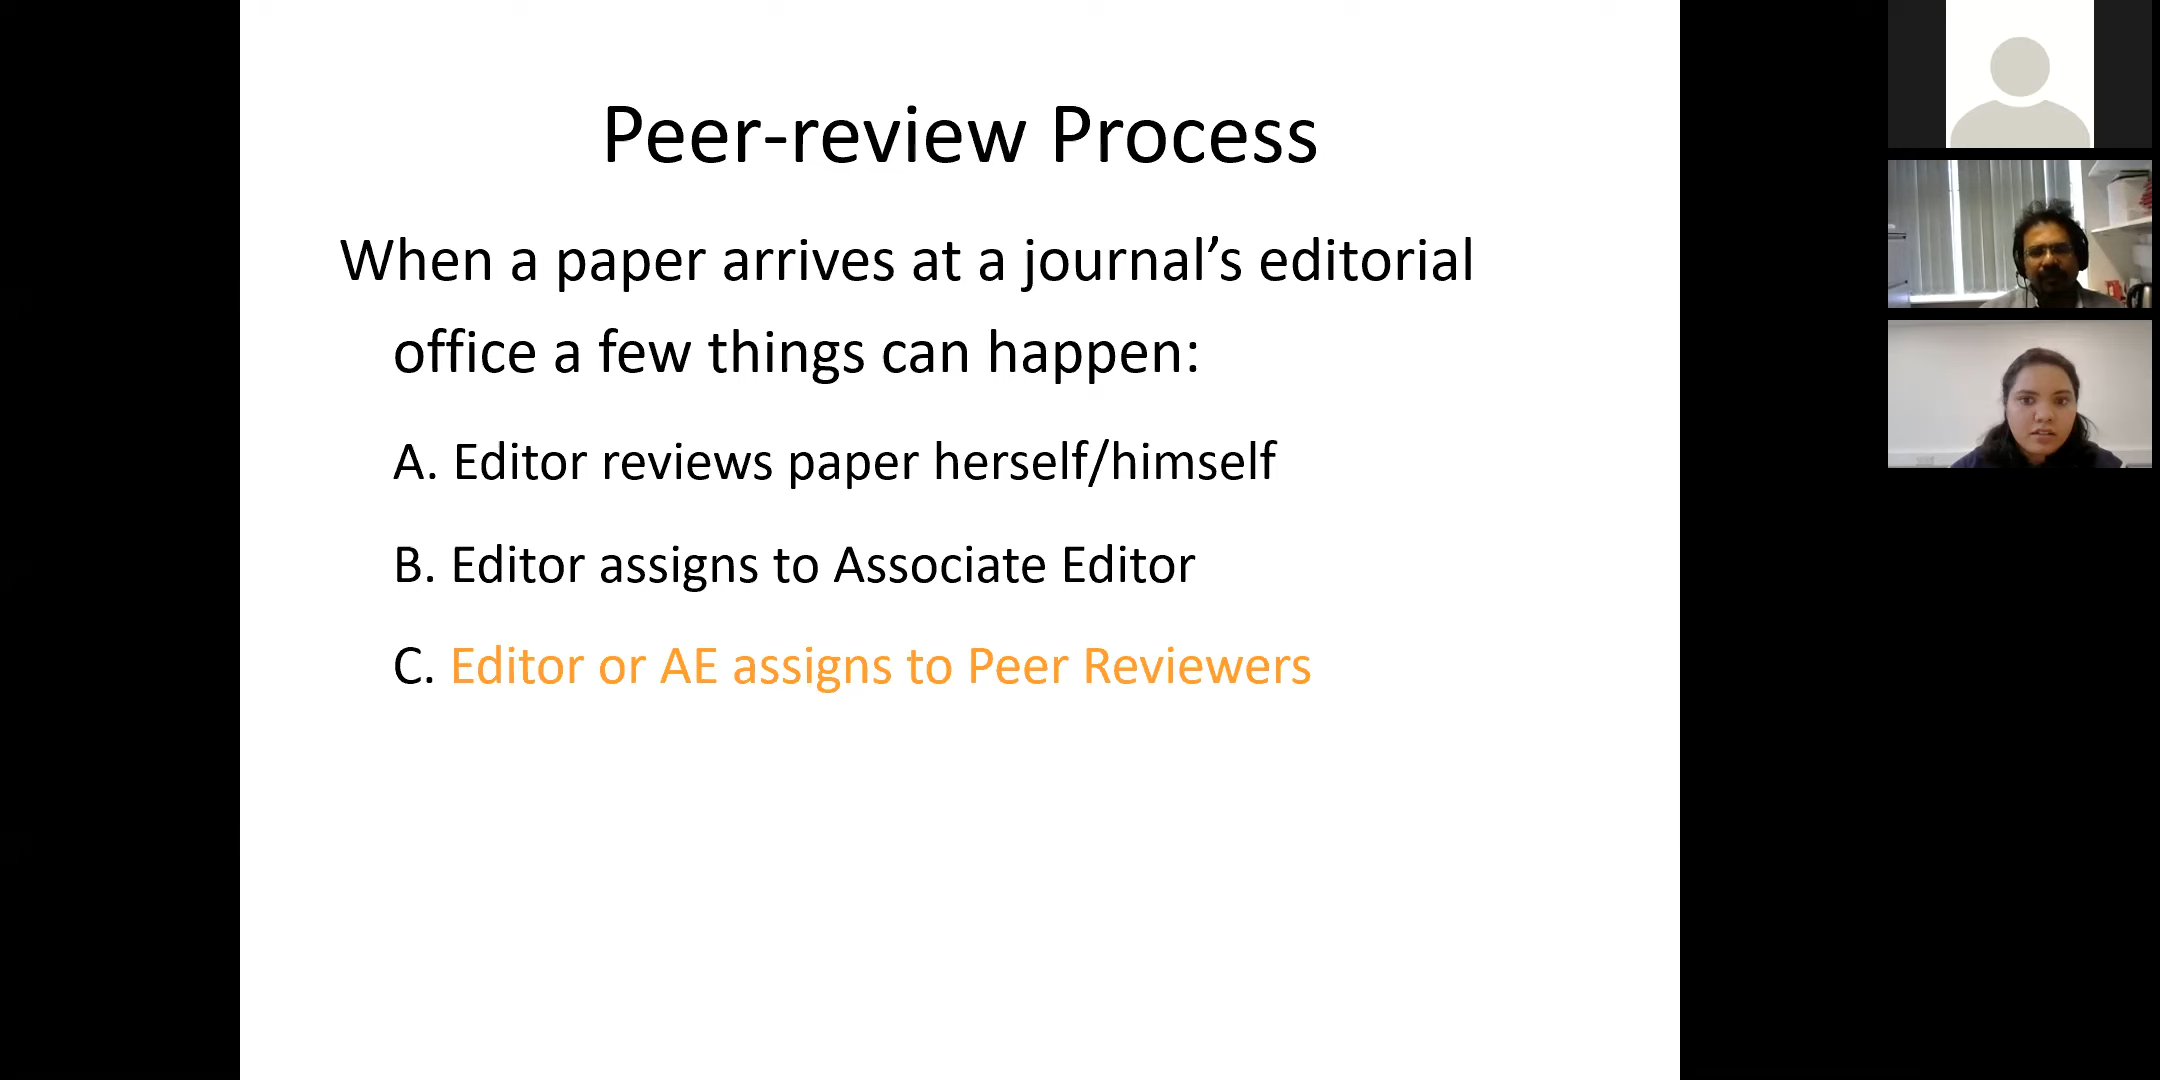 Peer-review Process
When a paper arrives at a journal’s editorial
office a few things can happen:
A. Editor reviews paper herself/himself
B. Editor assigns to Associate Editor
C. Editor or AE assigns to Peer Reviewers